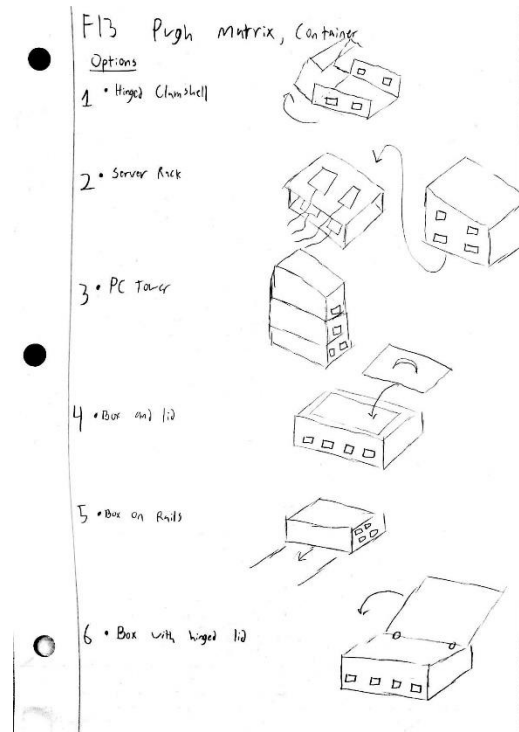 F13 Pugh Matrix, Container
Options
1 • Hinged Clamshell
2 • Server Rack
3 • PC Tower
4 • Box and lid
5 • Box on Rails
6 • Box with hinged lid